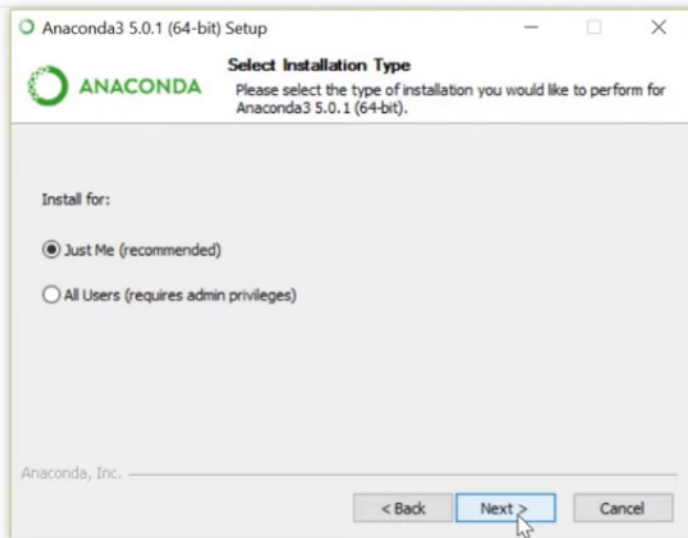 Anaconda3 5.0.1 (64-bit) Setup
ANACONDA
Select Installation Type
Please select the type of installation you would like to perform for
Anaconda3 5.0.1 (64-bit).
Install for:
Just Me (recommended)
All Users (requires admin privileges)
Anaconda, Inc.
< Back
Next >
Cancel